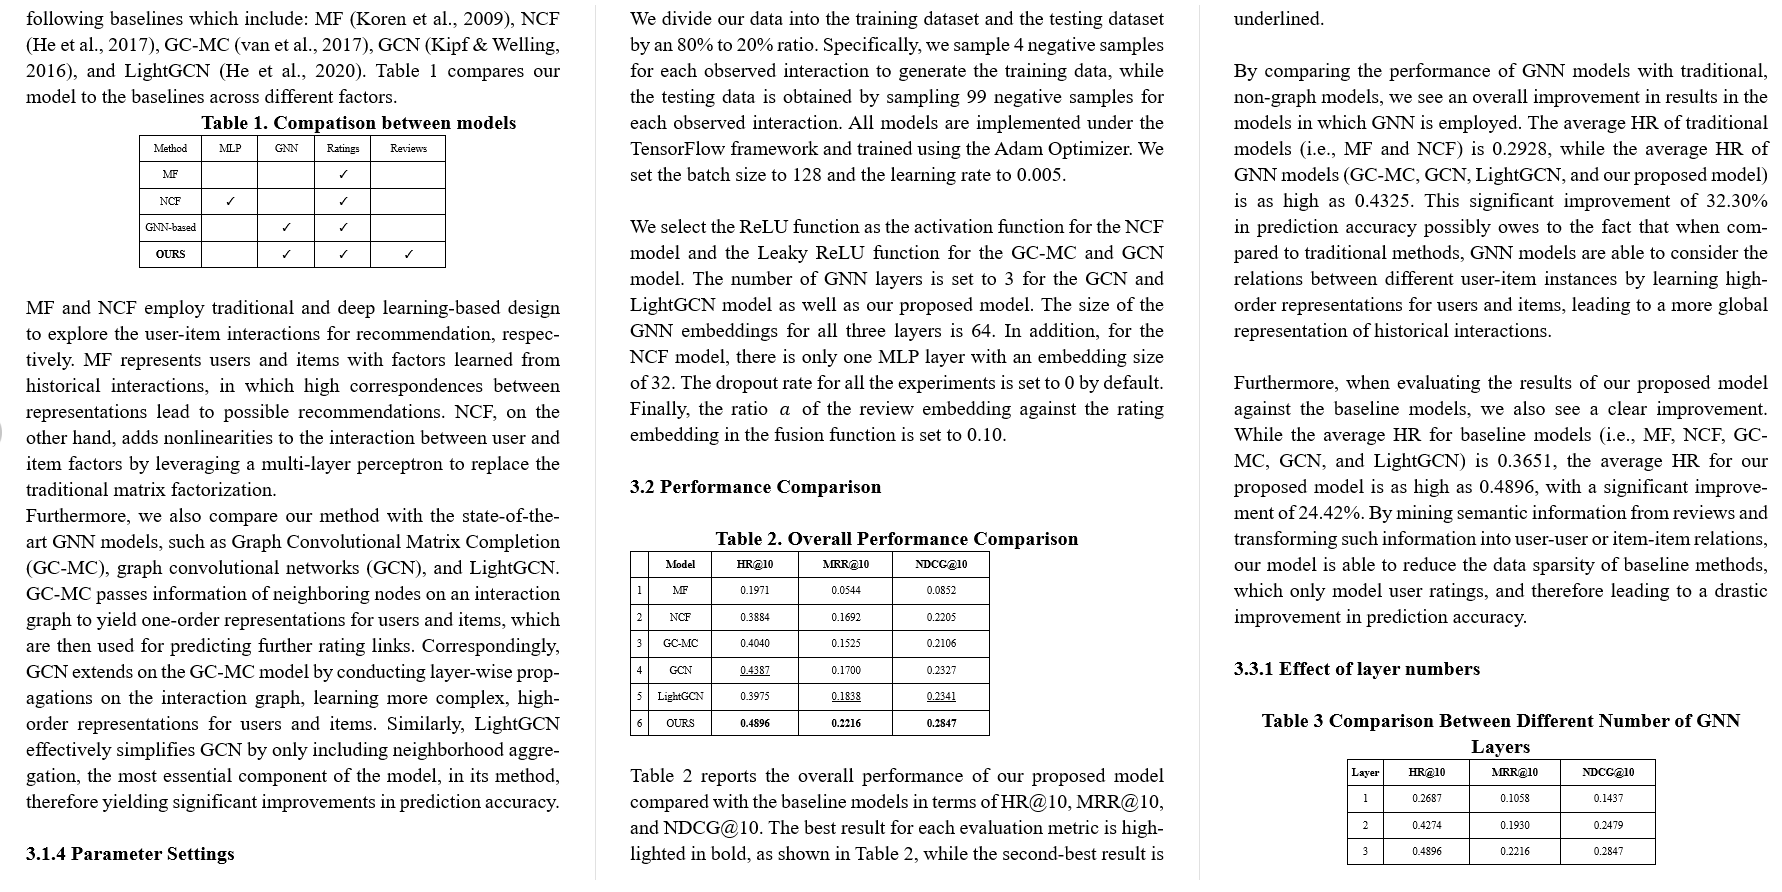 following baselines which include: MF (Koren et al., 2009), NCF
(He et al., 2017), GC-MC (van et al., 2017), GCN (Kipf & Welling,
2016), and LightGCN (He et al., 2020). Table 1 compares our
model to the baselines across different factors.
Table 1. Compatison between models
Method MLP GNN Ratings Reviews
MF ✓
NCF ✓ ✓
GNN-based ✓ ✓
OURS ✓ ✓ ✓
MF and NCF employ traditional and deep learning-based design
to explore the user-item interactions for recommendation, respec-
tively. MF represents users and items with factors learned from
historical interactions, in which high correspondences between
representations lead to possible recommendations. NCF, on the
other hand, adds nonlinearities to the interaction between user and
item factors by leveraging a multi-layer perceptron to replace the
traditional matrix factorization.
Furthermore, we also compare our method with the state-of-the-
art GNN models, such as Graph Convolutional Matrix Completion
(GC-MC), graph convolutional networks (GCN), and LightGCN.
GC-MC passes information of neighboring nodes on an interaction
graph to yield one-order representations for users and items, which
are then used for predicting further rating links. Correspondingly,
GCN extends on the GC-MC model by conducting layer-wise prop-
agations on the interaction graph, learning more complex, high-
order representations for users and items. Similarly, LightGCN
effectively simplifies GCN by only including neighborhood aggre-
gation, the most essential component of the model, in its method,
therefore yielding significant improvements in prediction accuracy.
3.1.4 Parameter Settings
We divide our data into the training dataset and the testing dataset
by an 80% to 20% ratio. Specifically, we sample 4 negative samples
for each observed interaction to generate the training data, while
the testing data is obtained by sampling 99 negative samples for
each observed interaction. All models are implemented under the
TensorFlow framework and trained using the Adam Optimizer. We
set the batch size to 128 and the learning rate to 0.005.
We select the ReLU function as the activation function for the NCF
model and the Leaky ReLU function for the GC-MC and GCN
model. The number of GNN layers is set to 3 for the GCN and
LightGCN model as well as our proposed model. The size of the
GNN embeddings for all three layers is 64. In addition, for the
NCF model, there is only one MLP layer with an embedding size
of 32. The dropout rate for all the experiments is set to 0 by default.
Finally, the ratio a of the review embedding against the rating
embedding in the fusion function is set to 0.10.
3.2 Performance Comparison
Table 2. Overall Performance Comparison
Model HR@10 MRR@10 NDCG@10
1 MF 0.1971 0.0544 0.0852
2 NCF 0.3884 0.1692 0.2205
3 GC-MC 0.4040 0.1525 0.2106
4 GCN 0.4387 0.1700 0.2327
5 LightGCN 0.3975 0.1838 0.2341
6 OURS 0.4896 0.2216 0.2847
Table 2 reports the overall performance of our proposed model
compared with the baseline models in terms of HR@10, MRR@10,
and NDCG@10. The best result for each evaluation metric is high-
lighted in bold, as shown in Table 2, while the second-best result is
underlined.
By comparing the performance of GNN models with traditional,
non-graph models, we see an overall improvement in results in the
models in which GNN is employed. The average HR of traditional
models (i.e., MF and NCF) is 0.2928, while the average HR of
GNN models (GC-MC, GCN, LightGCN, and our proposed model)
is as high as 0.4325. This significant improvement of 32.30%
in prediction accuracy possibly owes to the fact that when com-
pared to traditional methods, GNN models are able to consider the
relations between different user-item instances by learning high-
order representations for users and items, leading to a more global
representation of historical interactions.
Furthermore, when evaluating the results of our proposed model
against the baseline models, we also see a clear improvement.
While the average HR for baseline models (i.e., MF, NCF, GC-
MC, GCN, and LightGCN) is 0.3651, the average HR for our
proposed model is as high as 0.4896, with a significant improve-
ment of 24.42%. By mining semantic information from reviews and
transforming such information into user-user or item-item relations,
our model is able to reduce the data sparsity of baseline methods,
which only model user ratings, and therefore leading to a drastic
improvement in prediction accuracy.
3.3.1 Effect of layer numbers
Table 3 Comparison Between Different Number of GNN
Layers
Layer HR@10 MRR@10 NDCG@10
1 0.2687 0.1058 0.1437
2 0.4274 0.1930 0.2479
3 0.4896 0.2216 0.2847